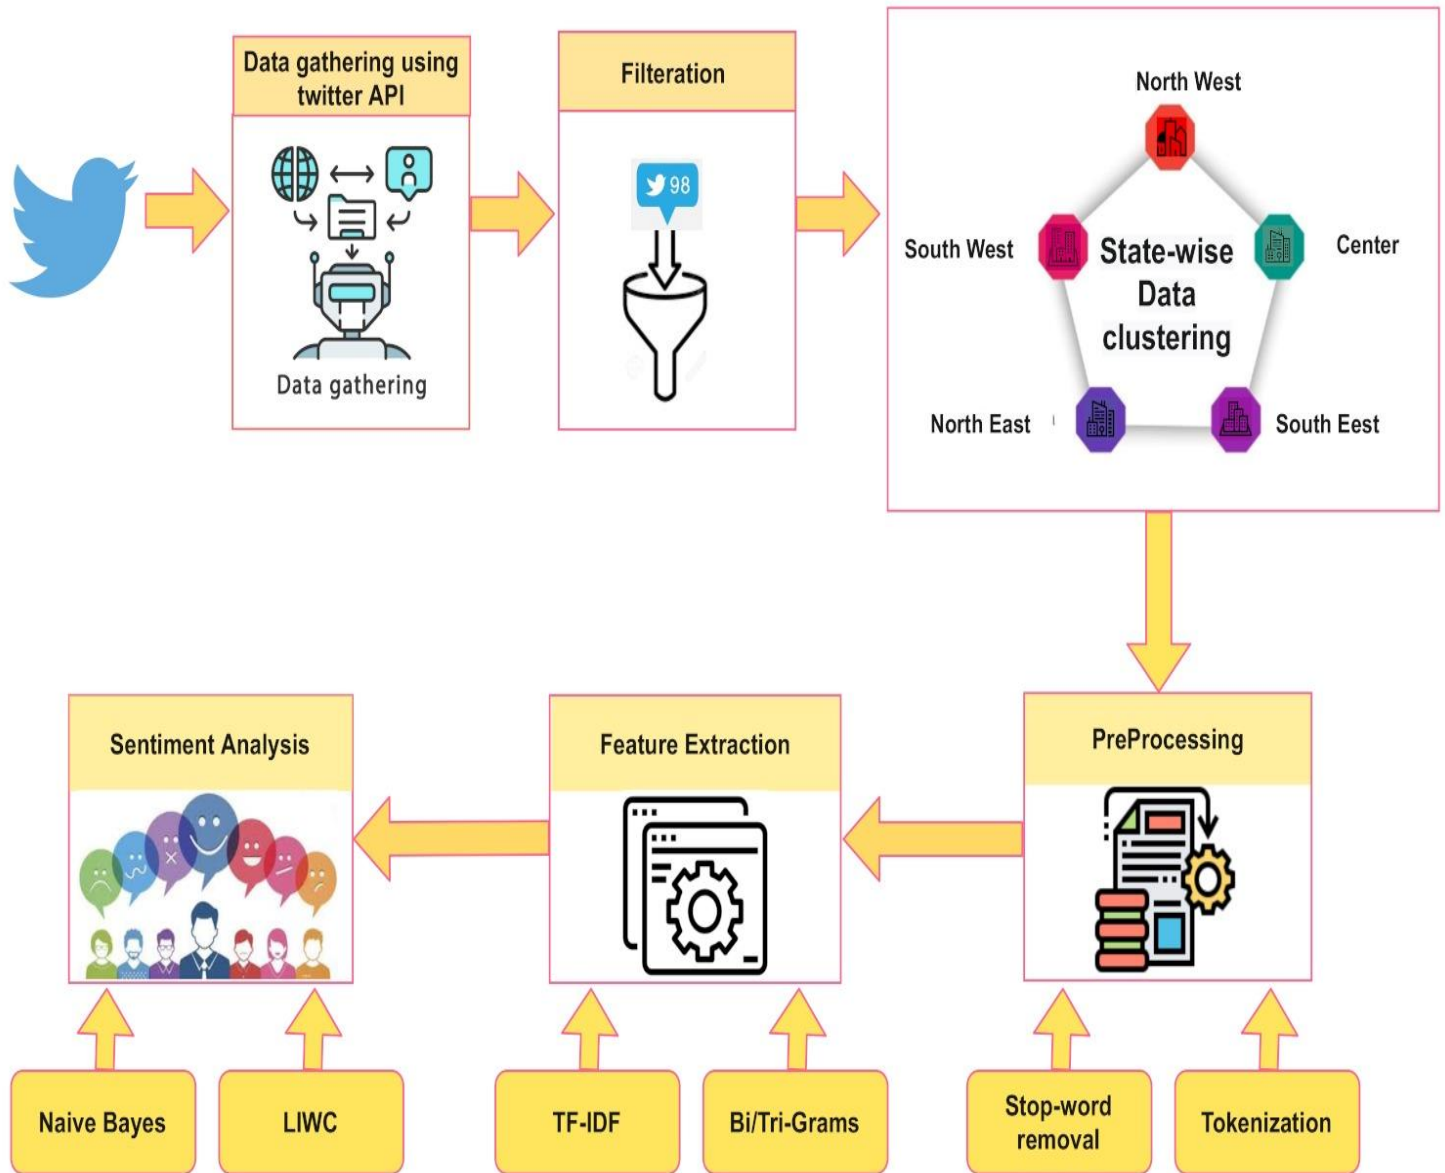 Data gathering using
twitter API
Data gathering
Filteration
98
North West
South West
Center
State-wise
Data
clustering
North East
South Eest
Sentiment Analysis
Feature Extraction
PreProcessing
Naive Bayes
LIWC
TF-IDF
Bi/Tri-Grams
Stop-word
removal
Tokenization